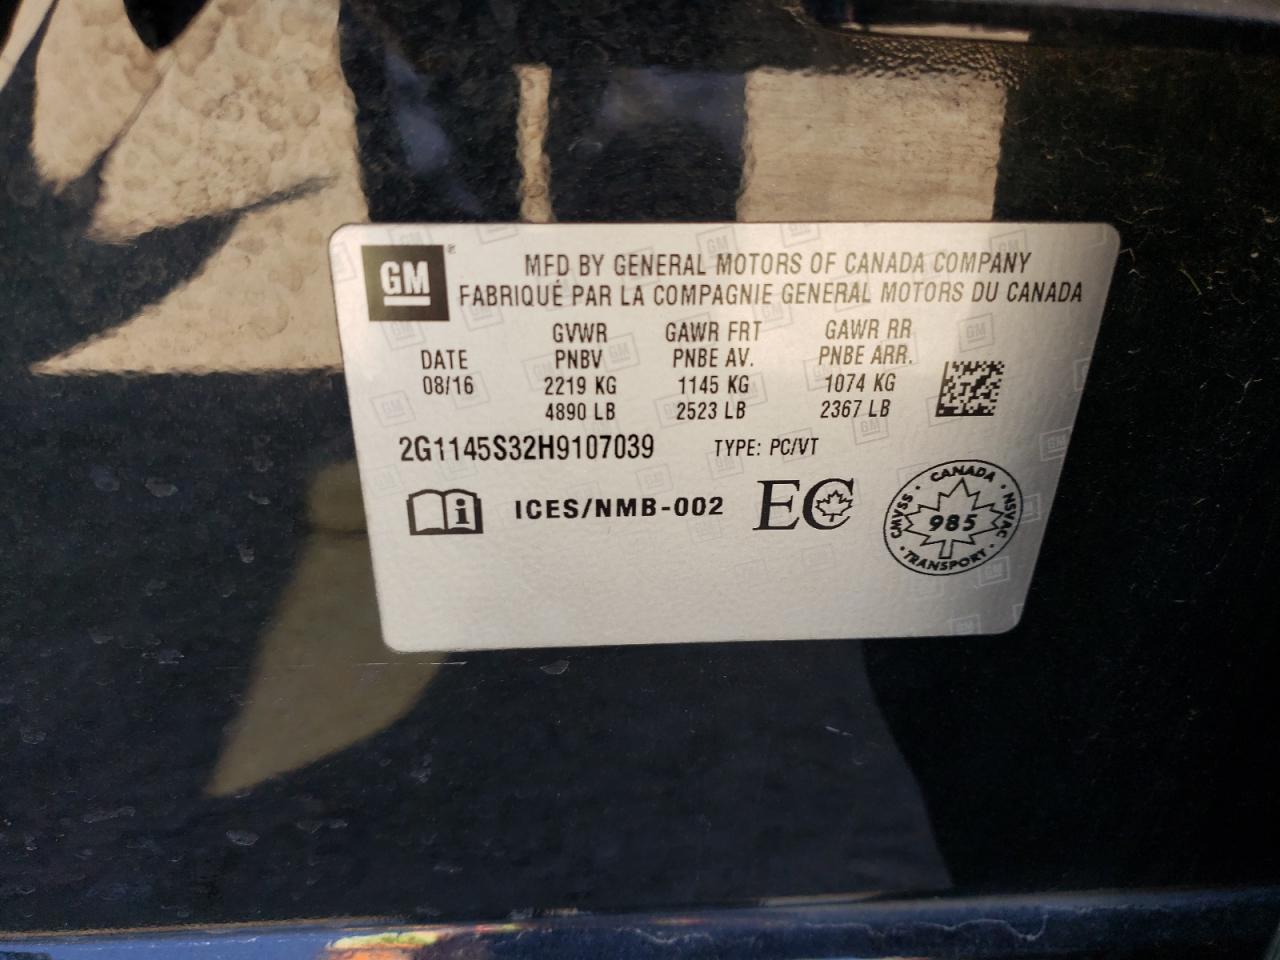 GM
MFD BY GENERAL MOTORS OF CANADA COMPANY
FABRIQUÉ PAR LA COMPAGNIE GENERAL MOTORS DU CANADA
GVWR GAWR FRT GAWR RR
DATE PNBV PNBE AV. PNBE ARR.
08/16 2219 KG 1145 KG 1074 KG
4890 LB 2523 LB 2367 LB
2G1145S32H9107039 TYPE: PC/VT
i ICES/NMB-002 EC
CANADA
CMVSS 985 NSVAC
TRANSPORT